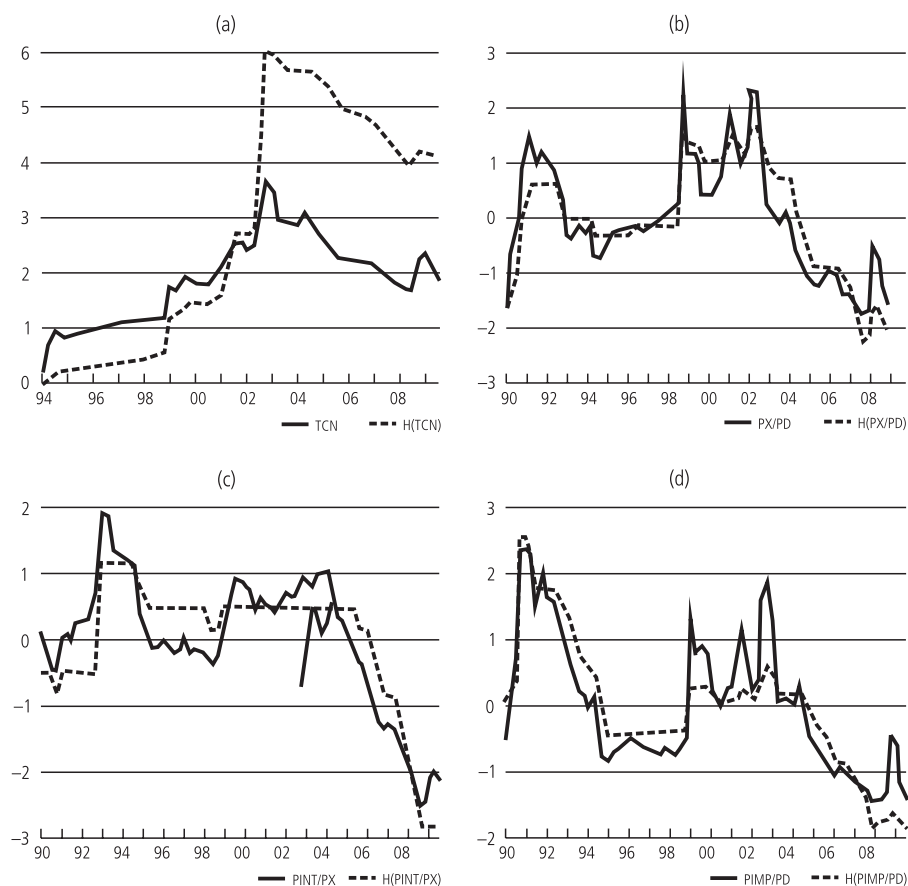 (a)
6
5
4
3
2
1
0
94 96 98 00 02 04 06 08
TCN H(TCN)
(b)
3
2
1
0
−1
−2
−3
90 92 94 96 98 00 02 04 06 08
PX/PD H(PX/PD)
(c)
2
1
0
−1
−2
−3
90 92 94 96 98 00 02 04 06 08
PINT/PX H(PINT/PX)
(d)
3
2
1
0
−1
−2
90 92 94 96 98 00 02 04 06 08
PIMP/PD H(PIMP/PD)